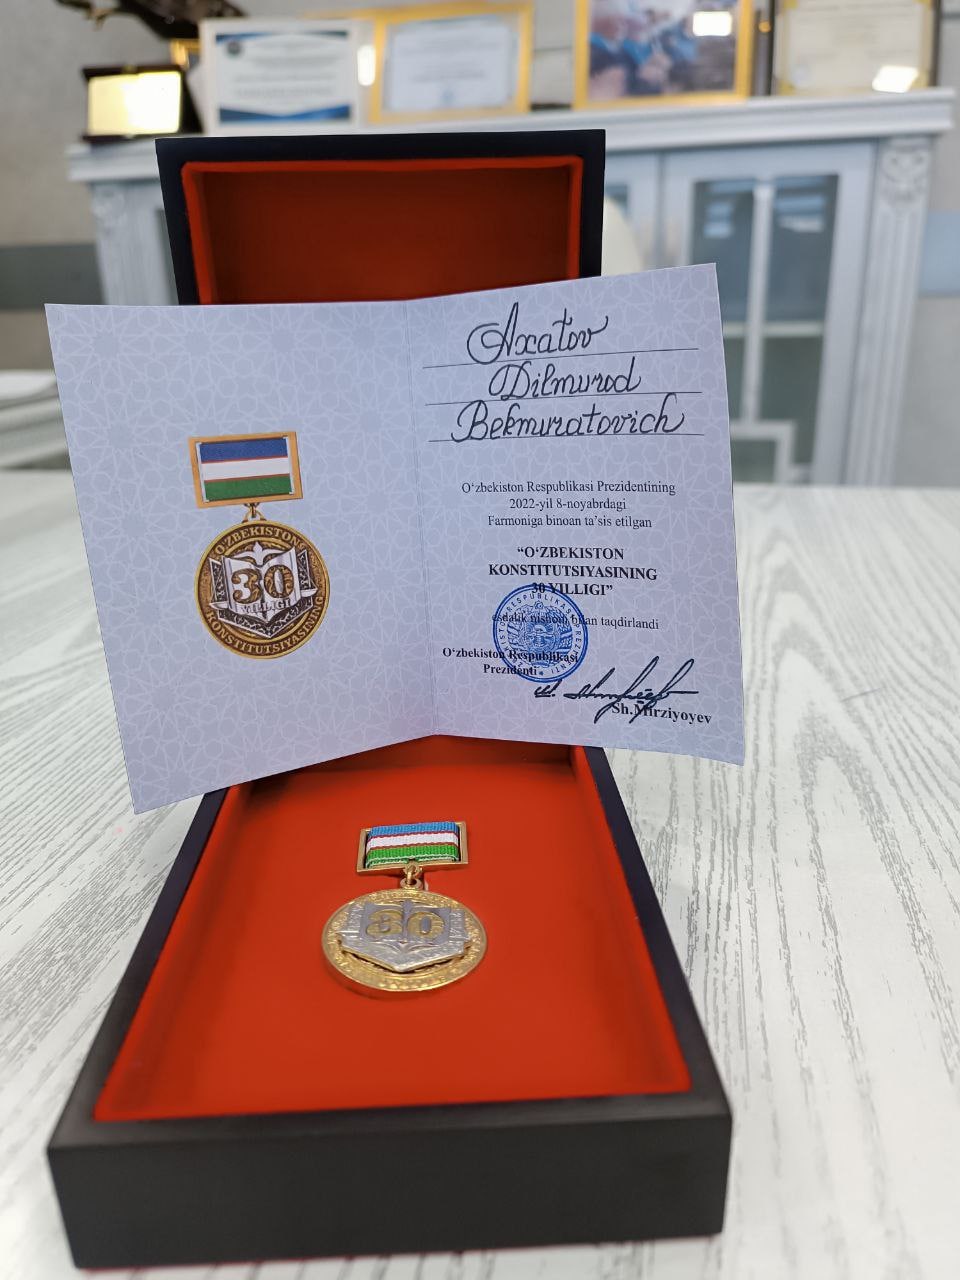 Axatov
Dilmurod
Bekmuratovich
O‘zbekiston Respublikasi Prezidentining
2022-yil 8-noyabrdagi
Farmoniga binoan ta’sis etilgan
“O‘ZBEKISTON
KONSTITUTSIYASINING
30 YILLIGI”
esdalik nishoni bilan taqdirlandi
O‘zbekiston Respublikasi
Prezidenti
Sh.Mirziyoyev
O‘ZBEKISTON
30
YILLIGI
KONSTITUTSIYASINING
30